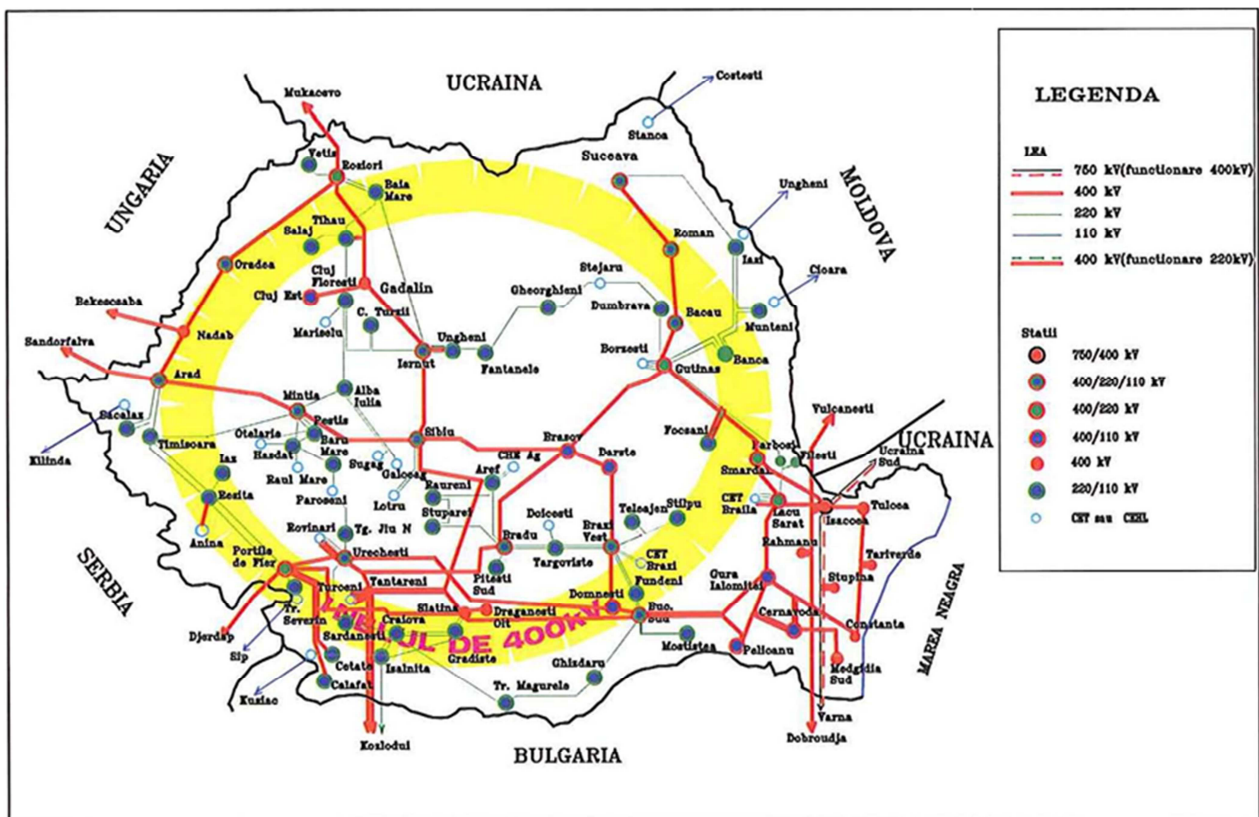 UCRAINA
Costesti
Mukacevo
Stanca
Suceava
UNGARIA
Vetis
Rosiori
Baia
Mare
Ungheni
MOLDOVA
Tihau
Salaj
Roman
Iasi
Oradea
Cluj
Floresti
Gadalin
Cluj Est
Stejaru
Cioara
Bekescsaba
Mariselu
C. Turzii
Gheorghieni
Dumbrava
Bacau
Munteni
Nadab
Sandorfalva
Ungheni
Iernut
Fantanele
Borzesti
Gutinas
Banca
Arad
Mintia
Alba
Iulia
Sacalaz
Pestis
Timisoara
Otelarie
Baru
Mare
Hasdat
Sibiu
Brasov
Focsani
Vulcanesti
UCRAINA
Kilinda
Iaz
Raul Mare
Sugag
Galceag
Aref
CHE Ag
Darste
Barbosi
Filesti
Smardan
Ucraina
Sud
Resita
Paroseni
Lotru
Raureni
Stuparei
Teleajen
Stilpu
CET
Braila
Lacu
Sarat
Isaccea
Tulcea
Anina
Rovinari
Tg. Jiu N
Doicesti
Brazi
Vest
Rahmanu
Portile
de Fier
Urechesti
Bradu
Targoviste
CET
Brazi
Tariverde
SERBIA
Pitesti
Sud
Fundeni
Gura
Ialomitei
Stupina
Turceni
Tantareni
Domnesti
Tr.
Severin
Slatina
Draganesti
Olt
Buc.
Sud
Cernavoda
Constanta
Djerdap
Craiova
Sardanesti
INELUL DE 400kV
Sip
Gradiste
Mostistea
Pelicanu
Medgidia
Sud
MAREA NEAGRA
Cetate
Isalnita
Ghizdaru
Kusiac
Calafat
Tr. Magurele
Varna
Kozlodui
Dobroudja
BULGARIA
LEGENDA
LEA
750 kV(functionare 400kV)
400 kV
220 kV
110 kV
400 kV(functionare 220kV)
Statii
750/400 kV
400/220/110 kV
400/220 kV
400/110 kV
400 kV
220/110 kV
CET sau CEHL